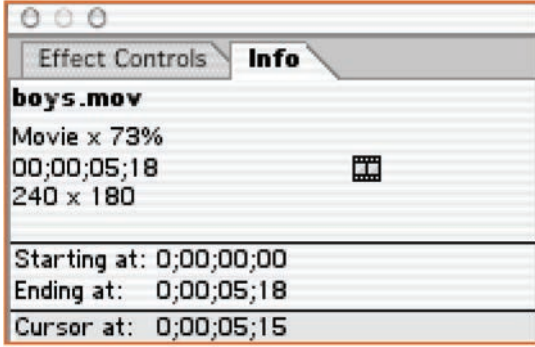 Effect Controls Info
boys.mov
Movie x 73%
00;00;05;18
240 x 180
Starting at: 0;00;00;00
Ending at: 0;00;05;18
Cursor at: 0;00;05;15